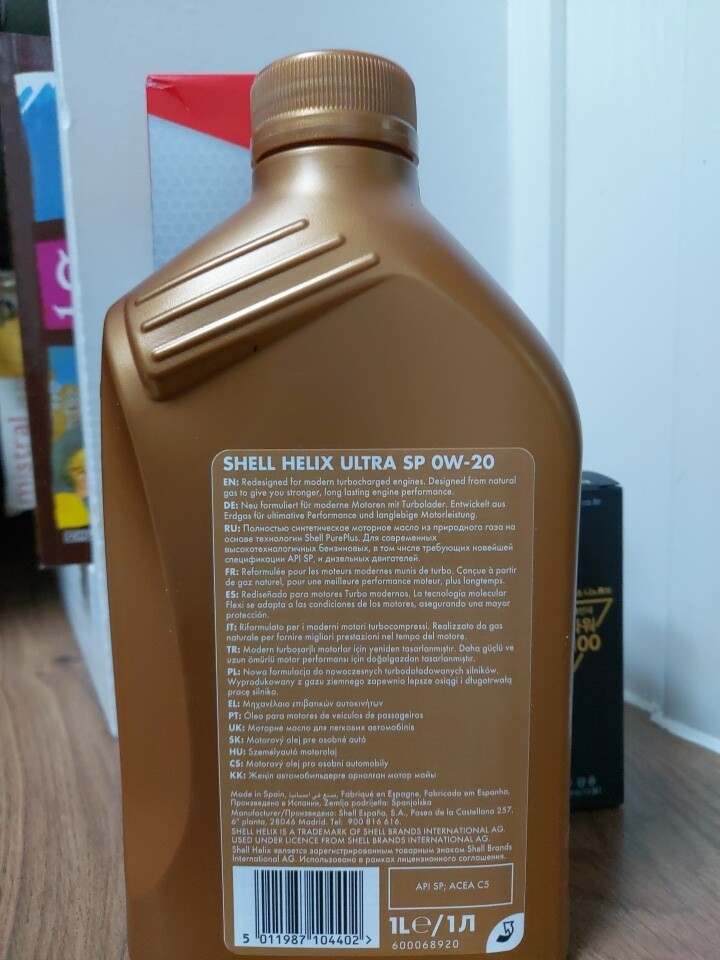 SHELL HELIX ULTRA SP 0W-20
EN: Redesigned for modern turbocharged engines. Designed from natural
gas to give you stronger, long lasting engine performance.
DE: Neu formuliert für moderne Motoren mit Turbolader. Entwickelt aus
Erdgas für ultimative Performance und langlebige Motorleistung.
RU: Полностью синтетическое моторное масло из природного газа на
основе технологии Shell PurePlus. Для современных
высокотехнологичных бензиновых, в том числе требующих новейшей
спецификации API SP, и дизельных двигателей.
FR: Reformulée pour les moteurs modernes munis de turbo. Conçue à partir
de gaz naturel, pour une meilleure performance moteur, plus longtemps.
ES: Rediseñado para motores Turbo modernos. La tecnología molecular
Flexi se adapta a las condiciones de los motores, asegurando una mayor
protección.
IT: Riformulato per i moderni motori turbocompressi. Realizzato da gas
naturale per fornire migliori prestazioni nel tempo del motore.
TR: Modern turboşarjlı motorlar için yeniden tasarlanmıştır. Daha güçlü ve
uzun ömürlü motor performansı için doğalgazdan tasarlanmıştır.
PL: Nowa formulacja do nowoczesnych turbodoładowanych silników.
Wyprodukowany z gazu ziemnego zapewnia lepsze osiągi i długotrwałą
pracę silnika.
EL: Μηχανέλαιο επιβατικών αυτοκινήτων
PT: Óleo para motores de veículos de passageiros
UK: Моторне масло для легкових автомобілів
SK: Motorový olej pre osobné autá
HU: Személyautó motorolaj
CS: Motorový olej pro osobní automobily
KK: Жеңіл автомобильдерге арналған мотор майы
Made in Spain, صنع في اسبانيا, Fabriqué en Espagne, Fabricado em Espanha,
Произведено в Испании, Zemlja podrijetla: Spanjolska
Manufacturer/Произведено: Shell España, S.A., Paseo de la Castellana 257,
6ª planta, 28046 Madrid. Tel: 900 816 616.
SHELL HELIX IS A TRADEMARK OF SHELL BRANDS INTERNATIONAL AG.
USED UNDER LICENCE FROM SHELL BRANDS INTERNATIONAL AG.
Shell Helix является зарегистрированным товарным знаком Shell Brands
International AG. Использовано в рамках лицензионного соглашения.
API SP; ACEA C5
5 011987 104402 >
1L℮/1Л
600068920
mistral
파워
00